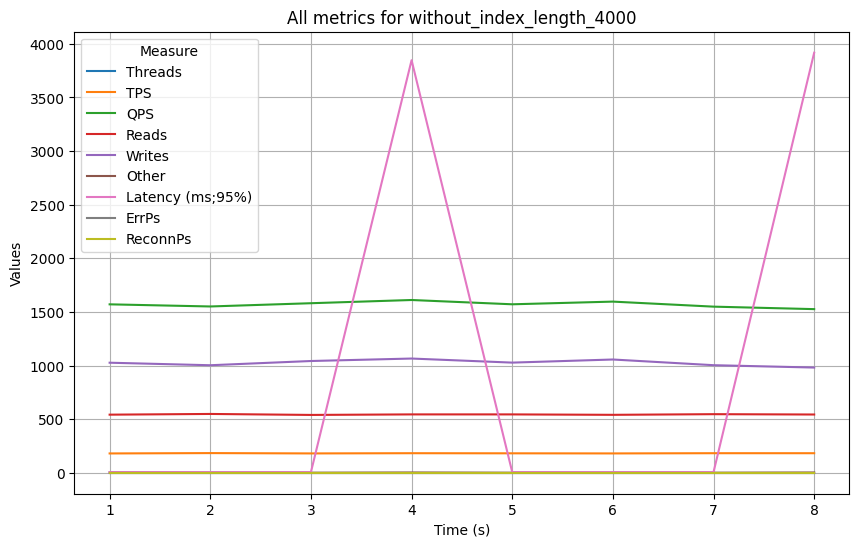 All metrics for without_index_length_4000
Measure
Threads
TPS
QPS
Reads
Writes
Other
Latency (ms;95%)
ErrPs
ReconnPs
Values
4000
3500
3000
2500
2000
1500
1000
500
0
1 2 3 4 5 6 7 8
Time (s)